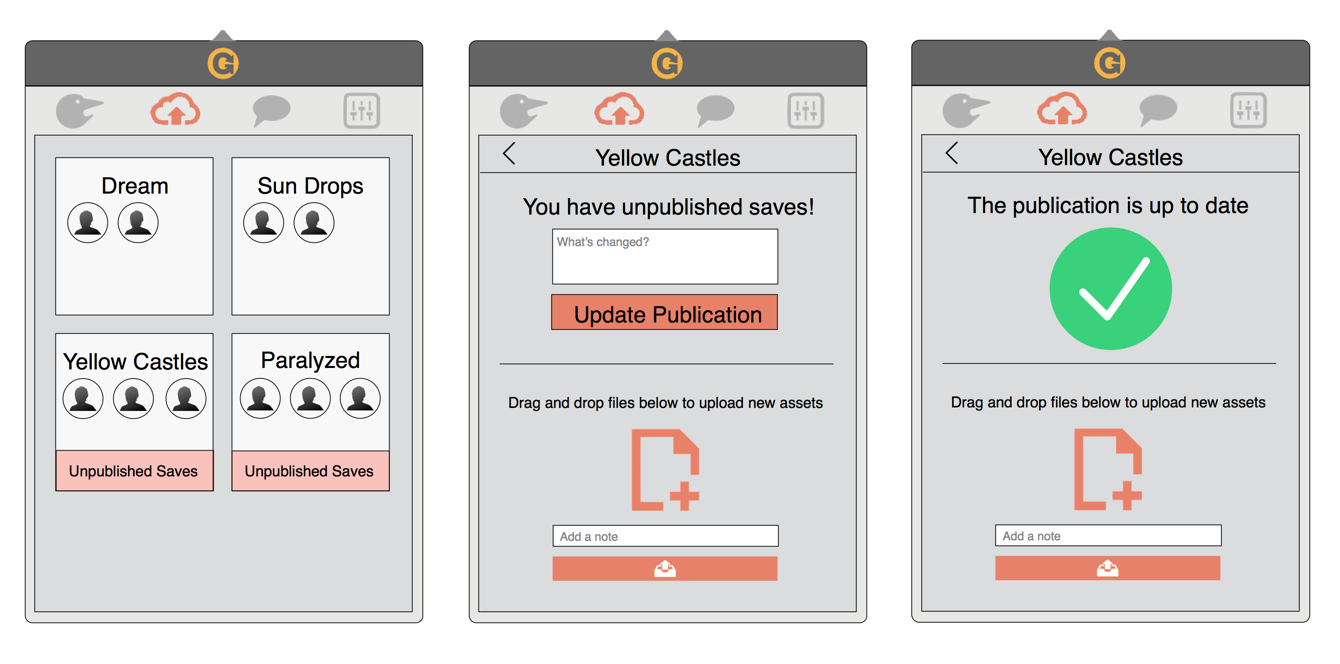 Dream
Sun Drops
Yellow Castles
Paralyzed
Unpublished Saves
Unpublished Saves
Yellow Castles
You have unpublished saves!
What's changed?
Update Publication
Drag and drop files below to upload new assets
Add a note
Yellow Castles
The publication is up to date
Drag and drop files below to upload new assets
Add a note